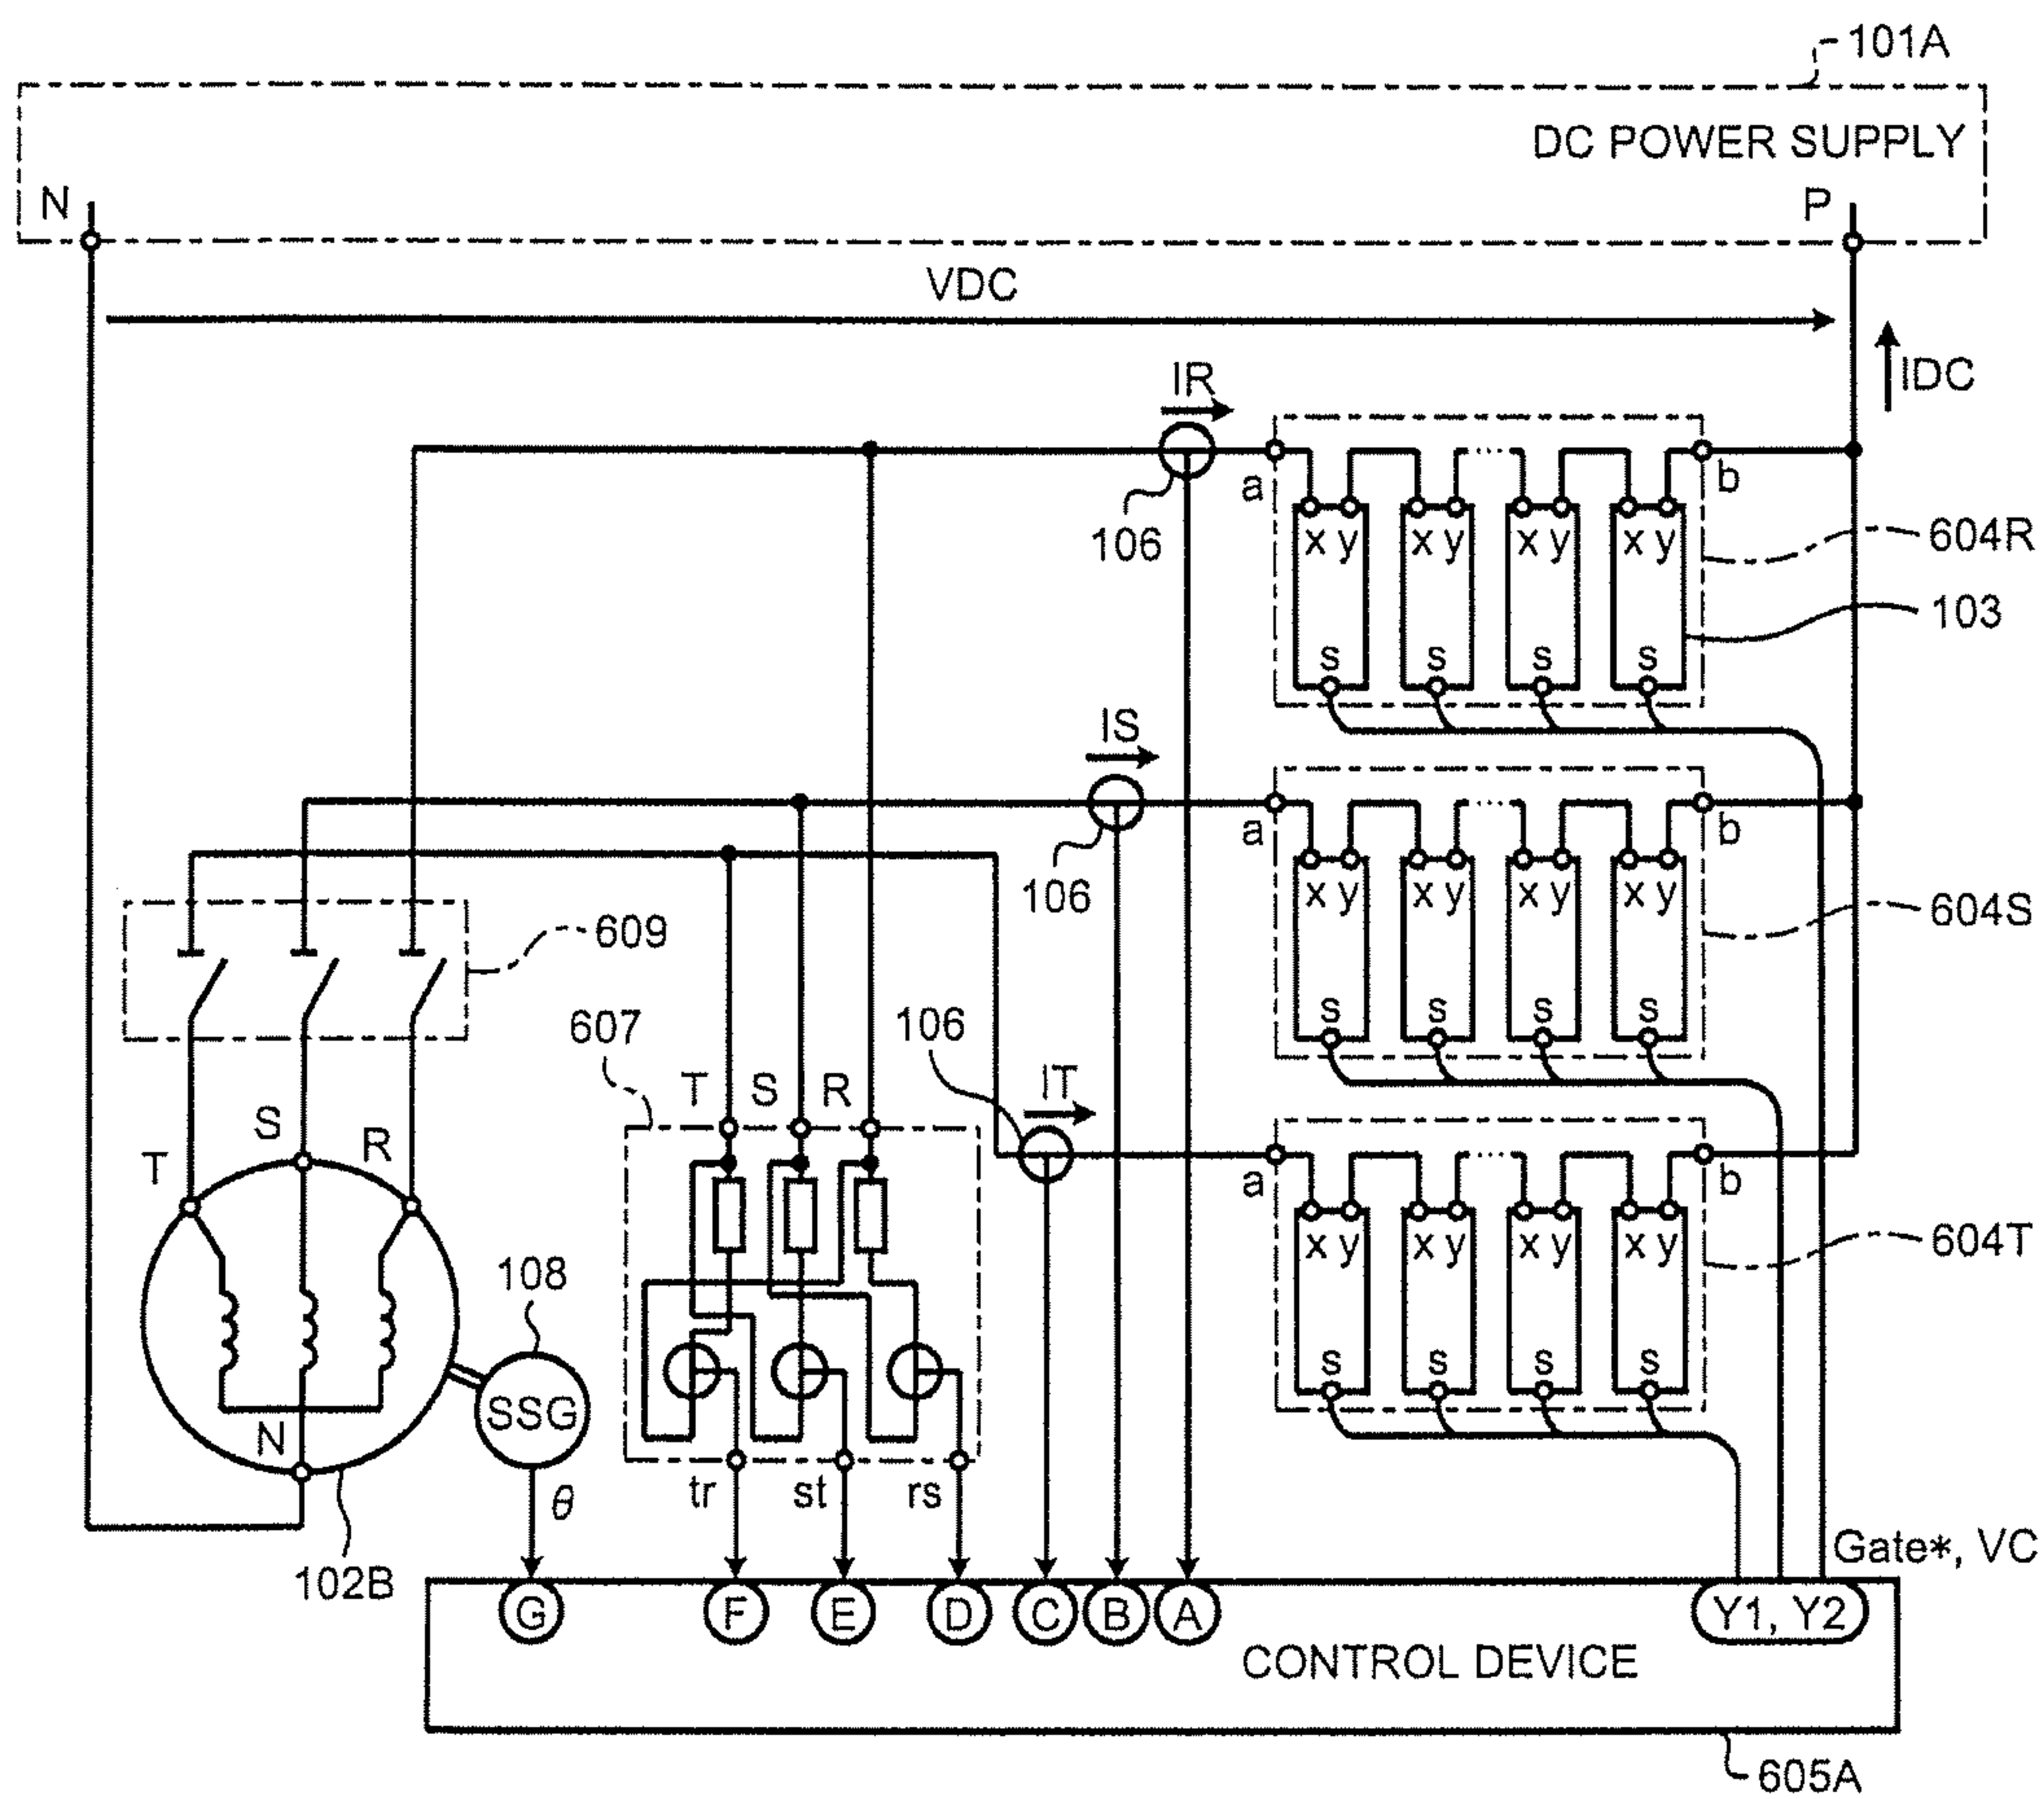 101A
DC POWER SUPPLY
N
P
VDC
IDC
IR
106
a
b
x y
x y
x y
x y
604R
103
s
s
s
s
IS
106
a
b
x y
x y
x y
x y
604S
s
s
s
s
609
607
106
IT
T
S
R
a
b
x y
x y
x y
x y
604T
s
s
s
s
T
S
R
108
SSG
N
θ
tr
st
rs
102B
Gate*, VC
G
F
E
D
C
B
A
Y1, Y2
CONTROL DEVICE
605A